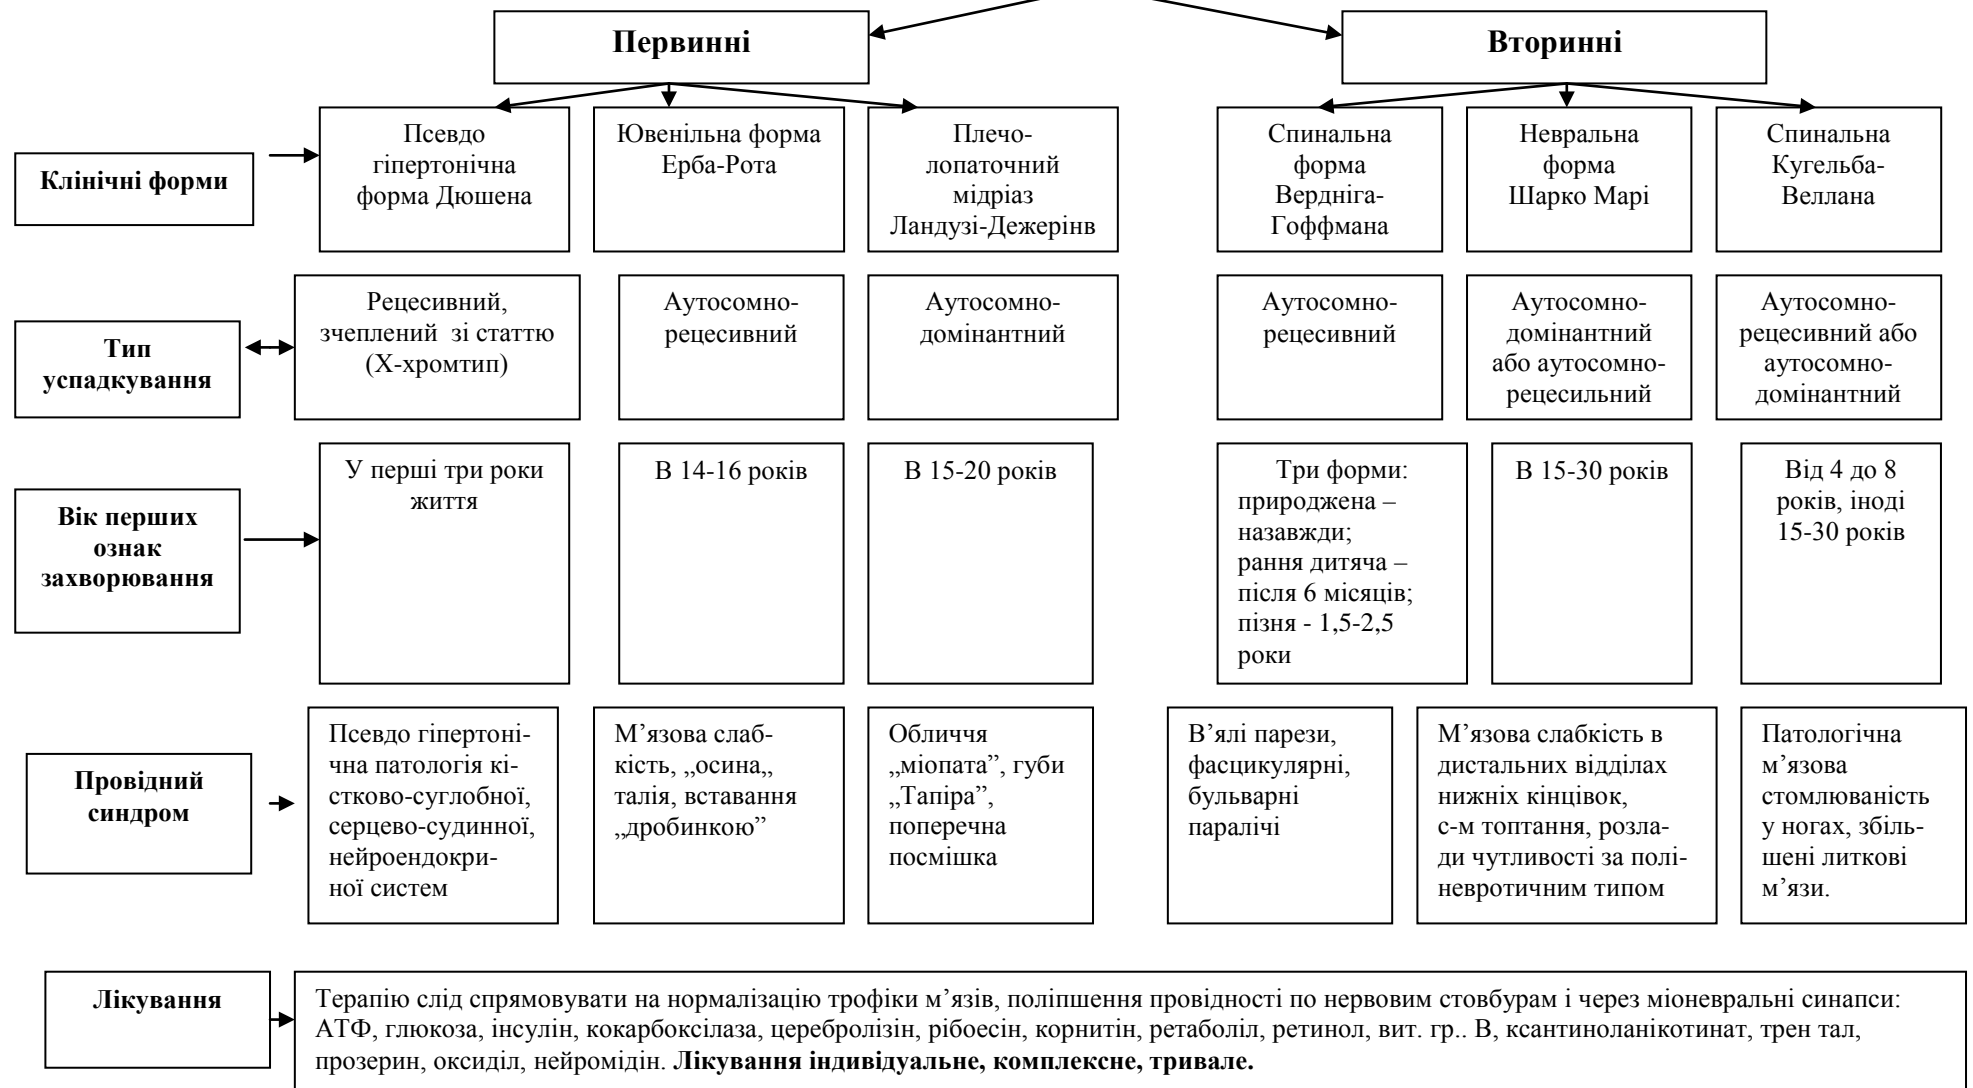 Первинні
Вторинні
Клінічні форми
Псевдо
гіпертонічна
форма Дюшена
Ювенільна форма
Ерба-Рота
Плечо-
лопаточний
мідріаз
Ландузі-Дежерінв
Спинальна
форма
Вердніга-
Гоффмана
Невральна
форма
Шарко Марі
Спинальна
Кугельба-
Веллана
Тип
успадкування
Рецесивний,
зчеплений зі статтю
(Х-хромтип)
Аутосомно-
рецесивний
Аутосомно-
домінантний
Аутосомно-
рецесивний
Аутосомно-
домінантний
або аутосомно-
рецесильний
Аутосомно-
рецесивний або
аутосомно-
домінантний
Вік перших
ознак
захворювання
У перші три роки
життя
В 14-16 років
В 15-20 років
Три форми:
природжена –
назавжди;
рання дитяча –
після 6 місяців;
пізня - 1,5-2,5
роки
В 15-30 років
Від 4 до 8
років, іноді
15-30 років
Провідний
синдром
Псевдо гіпертоні-
чна патологія кі-
стково-суглобної,
серцево-судинної,
нейроендокри-
ної систем
М’язова слаб-
кість, „осина„
талія, вставання
„дробинкою”
Обличчя
„міопата”, губи
„Тапіра”,
поперечна
посмішка
В’ялі парези,
фасцикулярні,
бульварні
паралічі
М’язова слабкість в
дистальних відділах
нижніх кінцівок,
с-м топтання, розла-
ди чутливості за полі-
невротичним типом
Патологічна
м’язова
стомлюваність
у ногах, збіль-
шені литкові
м’язи.
Лікування
Терапію слід спрямовувати на нормалізацію трофіки м’язів, поліпшення провідності по нервовим стовбурам і через міоневральні синапси:
АТФ, глюкоза, інсулін, кокарбоксілаза, церебролізін, рібоесін, корнітін, ретаболіл, ретинол, вит. гр.. В, ксантиноланікотинат, трен тал,
прозерин, оксиділ, нейромідін. Лікування індивідуальне, комплексне, тривале.